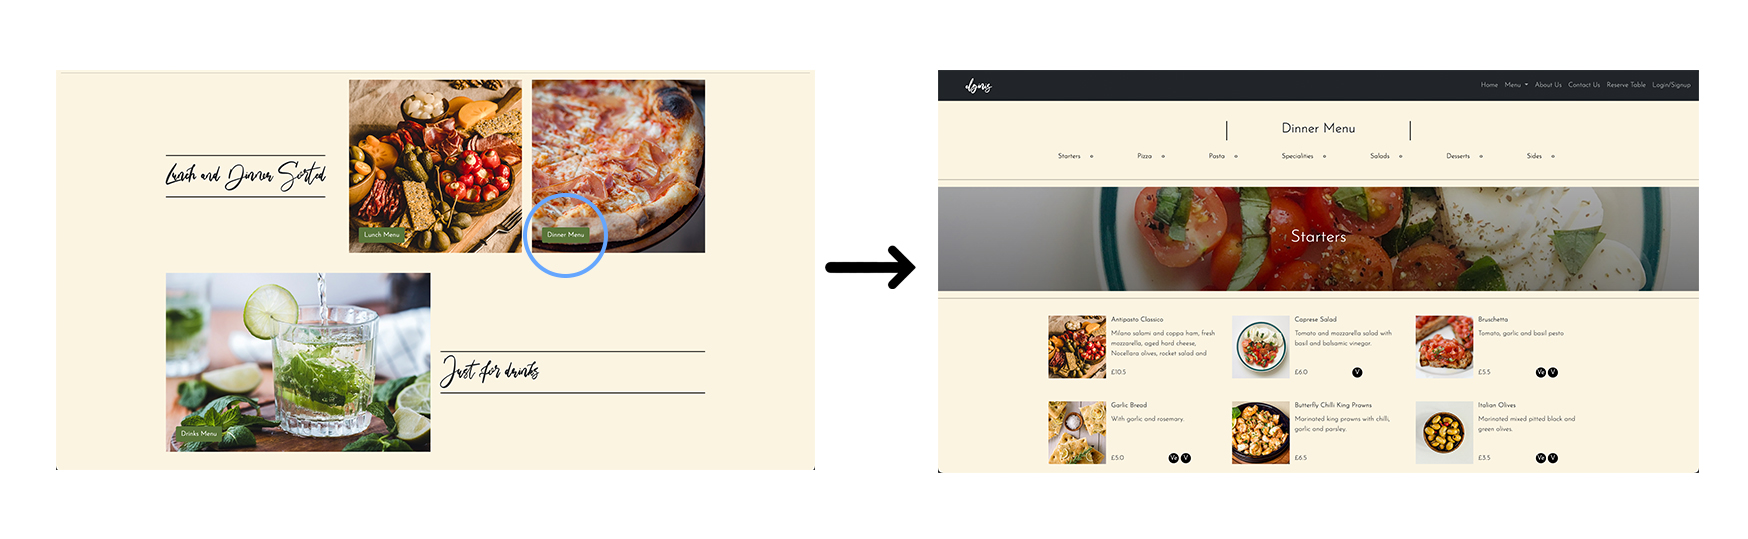 Lunch and Dinner Sorted
Lunch Menu
Dinner Menu
Drinks Menu
Just for drinks
Home Menu About Us Contact Us Reserve Table Login/Signup
Dinner Menu
Starters Pizza Pasta Specialities Salads Desserts Sides
Starters
Antipasto Classico
Milano salami and coppa ham, fresh
mozzarella, aged hard cheese,
Nocellara olives, rocket salad and
£10.5
Caprese Salad
Tomato and mozzarella salad with
basil and balsamic vinegar.
£6.0 V
Bruschetta
Tomato, garlic and basil pesto
£5.5 Ve V
Garlic Bread
With garlic and rosemary.
£5.0 Ve V
Butterfly Chilli King Prawns
Marinated king prawns with chilli,
garlic and parsley.
£6.5
Italian Olives
Marinated mixed pitted black and
green olives.
£3.5 Ve V